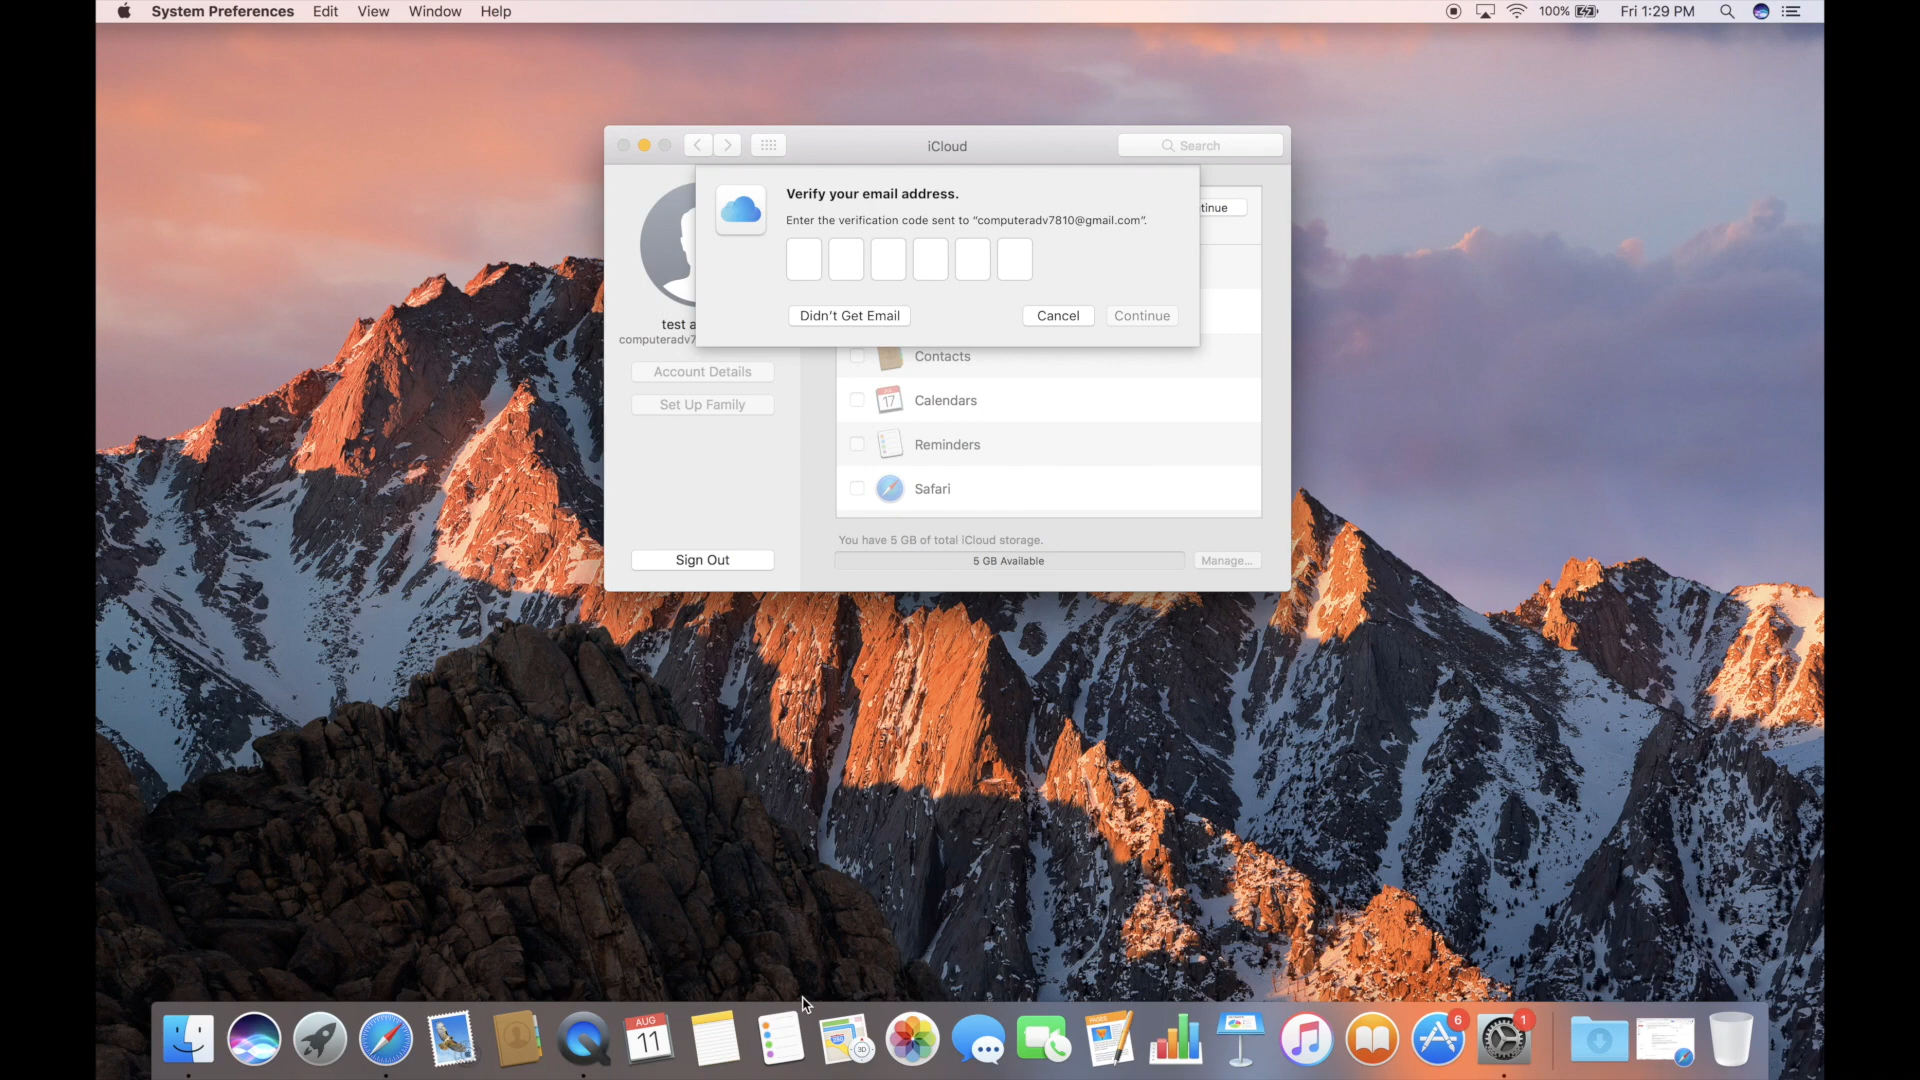 System Preferences Edit View Window Help 100% Fri 1:29 PM
iCloud Search
Verify your email address.
Enter the verification code sent to “computeradv7810@gmail.com”.
tinue
Didn’t Get Email Cancel Continue
test a
computeradv7
Account Details
Set Up Family
Contacts
17 Calendars
Reminders
Safari
You have 5 GB of total iCloud storage.
Sign Out 5 GB Available Manage...
AUG
11
3D
PAGES
6
1